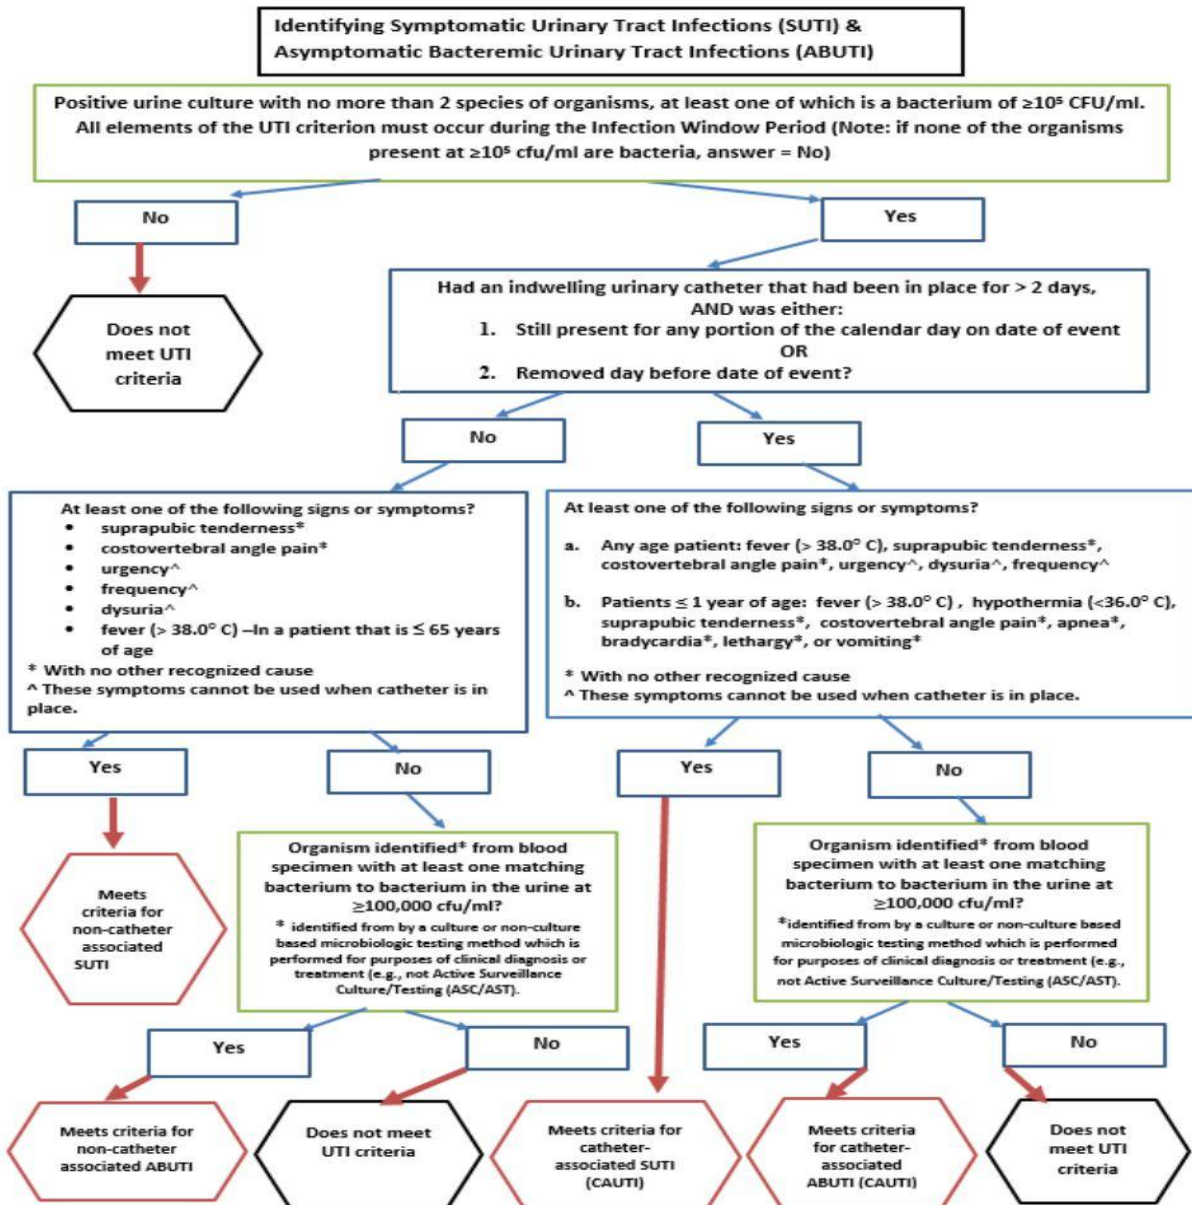 Identifying Symptomatic Urinary Tract Infections (SUTI) &
Asymptomatic Bacteremic Urinary Tract Infections (ABUTI)
Positive urine culture with no more than 2 species of organisms, at least one of which is a bacterium of ≥10⁵ CFU/ml.
All elements of the UTI criterion must occur during the Infection Window Period (Note: if none of the organisms
present at ≥10⁵ cfu/ml are bacteria, answer = No)
No
Yes
Does not
meet UTI
criteria
Had an indwelling urinary catheter that had been in place for > 2 days,
AND was either:
1. Still present for any portion of the calendar day on date of event
OR
2. Removed day before date of event?
No
Yes
At least one of the following signs or symptoms?
• suprapubic tenderness*
• costovertebral angle pain*
• urgency^
• frequency^
• dysuria^
• fever (> 38.0° C) –In a patient that is ≤ 65 years
of age
* With no other recognized cause
^ These symptoms cannot be used when catheter is in
place.
At least one of the following signs or symptoms?
a. Any age patient: fever (> 38.0° C), suprapubic tenderness*,
costovertebral angle pain*, urgency^, dysuria^, frequency^
b. Patients ≤ 1 year of age: fever (> 38.0° C) , hypothermia (<36.0° C),
suprapubic tenderness*, costovertebral angle pain*, apnea*,
bradycardia*, lethargy*, or vomiting*
* With no other recognized cause
^ These symptoms cannot be used when catheter is in place.
Yes
No
Yes
No
Meets
criteria for
non-catheter
associated
SUTI
Organism identified* from blood
specimen with at least one matching
bacterium to bacterium in the urine at
≥100,000 cfu/ml?
* identified from by a culture or non-culture
based microbiologic testing method which is
performed for purposes of clinical diagnosis or
treatment (e.g., not Active Surveillance
Culture/Testing (ASC/AST).
Organism identified* from blood
specimen with at least one matching
bacterium to bacterium in the urine at
≥100,000 cfu/ml?
*identified from by a culture or non-culture based
microbiologic testing method which is performed
for purposes of clinical diagnosis or treatment (e.g.,
not Active Surveillance Culture/Testing (ASC/AST).
Yes
No
Yes
No
Meets criteria for
non-catheter
associated ABUTI
Does not meet
UTI criteria
Meets criteria for
catheter-
associated SUTI
(CAUTI)
Meets criteria
for catheter-
associated
ABUTI (CAUTI)
Does not
meet UTI
criteria